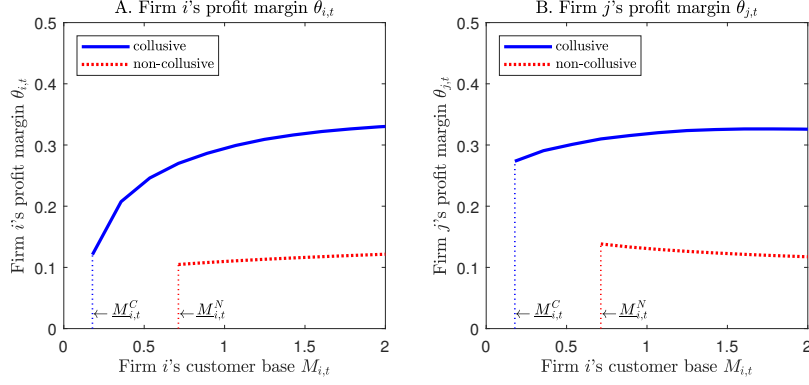 A. Firm i's profit margin θ_{i,t}
0.5
0.4
0.3
0.2
0.1
0
Firm i's profit margin θ_{i,t}
collusive
non-collusive
← M̲^C_{i,t}
← M̲^N_{i,t}
0 0.5 1 1.5 2
Firm i's customer base M_{i,t}
B. Firm j's profit margin θ_{j,t}
0.5
0.4
0.3
0.2
0.1
0
Firm j's profit margin θ_{j,t}
collusive
non-collusive
← M̲^C_{i,t}
← M̲^N_{i,t}
0 0.5 1 1.5 2
Firm i's customer base M_{i,t}